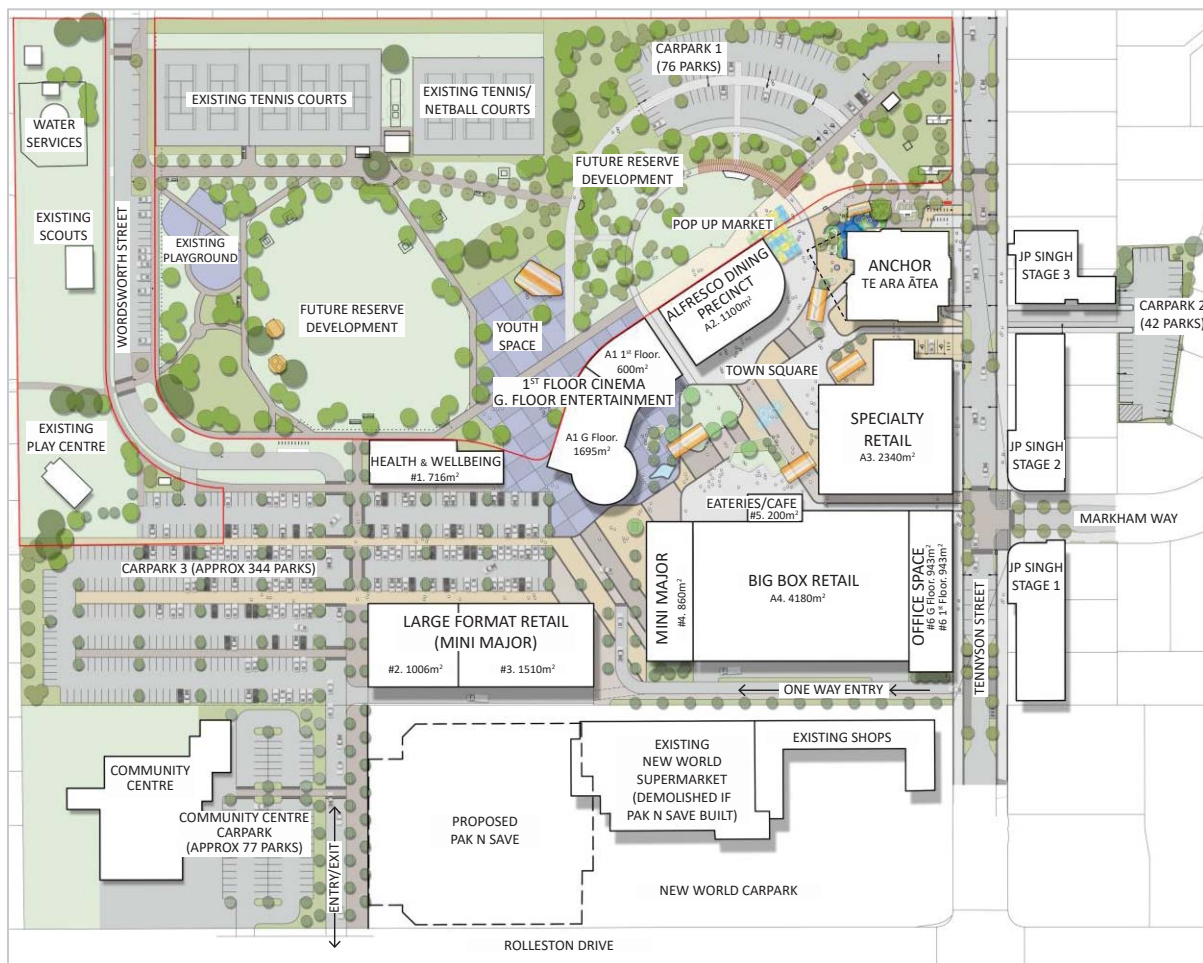 CARPARK 1
(76 PARKS)
EXISTING TENNIS COURTS
EXISTING TENNIS/
NETBALL COURTS
WATER
SERVICES
FUTURE RESERVE
DEVELOPMENT
EXISTING
SCOUTS
WORDSWORTH STREET
EXISTING
PLAYGROUND
POP UP MARKET
ALFRESCO DINING
PRECINCT
A2. 1100m²
ANCHOR
TE ARA ĀTEA
JP SINGH
STAGE 3
CARPARK 2
(42 PARKS)
FUTURE RESERVE
DEVELOPMENT
YOUTH
SPACE
A1 1ST Floor.
600m²
1ST FLOOR CINEMA
G. FLOOR ENTERTAINMENT
A1 G Floor.
1695m²
TOWN SQUARE
SPECIALTY
RETAIL
A3. 2340m²
JP SINGH
STAGE 2
EXISTING
PLAY CENTRE
HEALTH & WELLBEING
#1. 716m²
EATERIES/CAFE
#5. 200m²
MARKHAM WAY
CARPARK 3 (APPROX 344 PARKS)
MINI MAJOR
#4. 860m²
BIG BOX RETAIL
A4. 4180m²
OFFICE SPACE
#6 G Floor. 943m²
#6 1ST Floor. 943m²
TENNYSON STREET
JP SINGH
STAGE 1
LARGE FORMAT RETAIL
(MINI MAJOR)
#2. 1006m²
#3. 1510m²
ONE WAY ENTRY
COMMUNITY
CENTRE
COMMUNITY CENTRE
CARPARK
(APPROX 77 PARKS)
ENTRY/EXIT
PROPOSED
PAK N SAVE
EXISTING
NEW WORLD
SUPERMARKET
(DEMOLISHED IF
PAK N SAVE BUILT)
EXISTING SHOPS
NEW WORLD CARPARK
ROLLESTON DRIVE